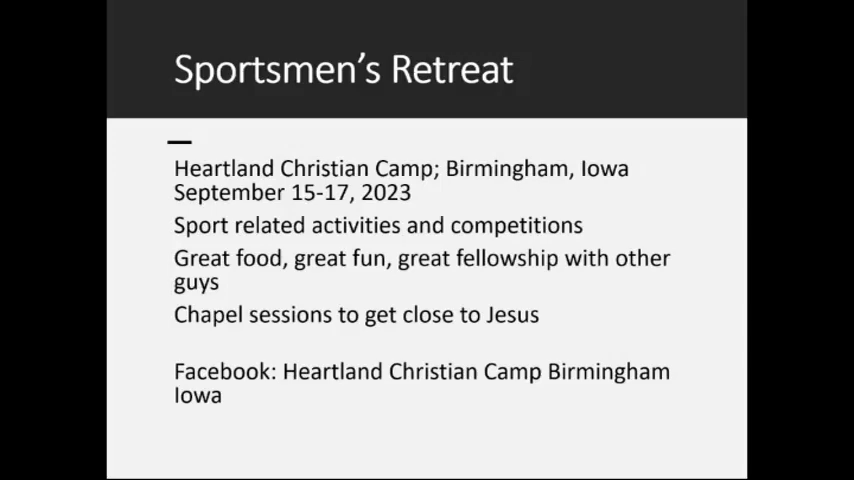 Sportsmen’s Retreat
Heartland Christian Camp; Birmingham, Iowa
September 15-17, 2023
Sport related activities and competitions
Great food, great fun, great fellowship with other
guys
Chapel sessions to get close to Jesus
Facebook: Heartland Christian Camp Birmingham
Iowa